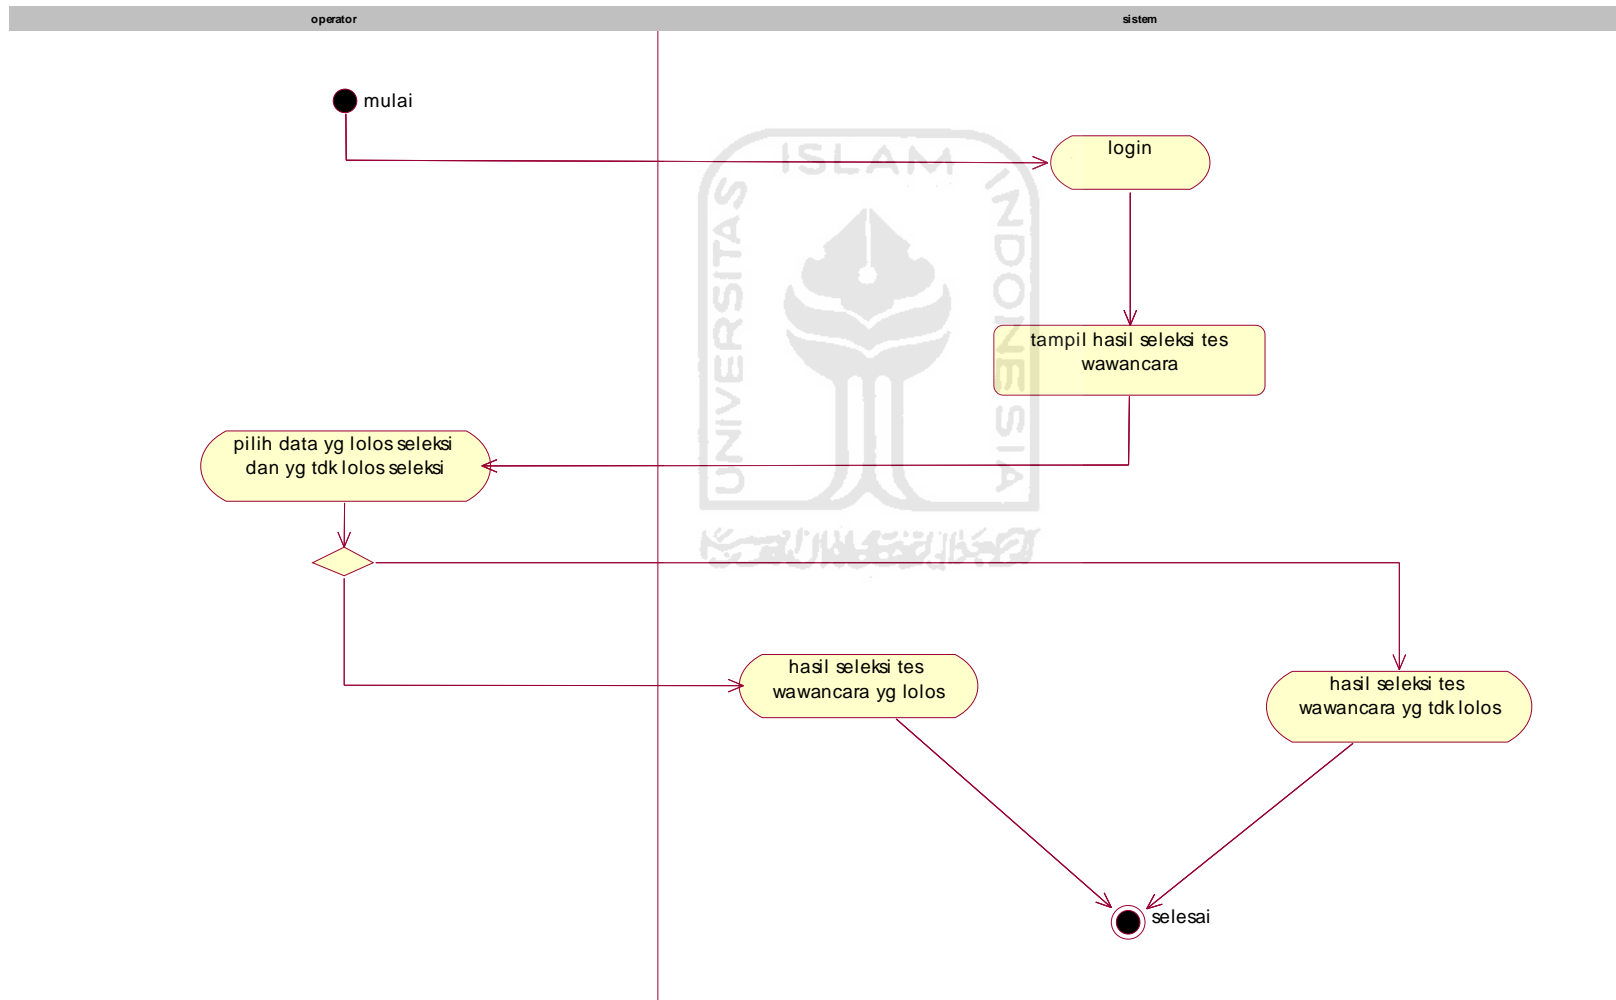 operator
sistem
mulai
login
tampil hasil seleksi tes
wawancara
pilih data yg lolos seleksi
dan yg tdk lolos seleksi
hasil seleksi tes
wawancara yg lolos
hasil seleksi tes
wawancara yg tdk lolos
selesai
UNIVERSITAS
ISLAM
INDONESIA